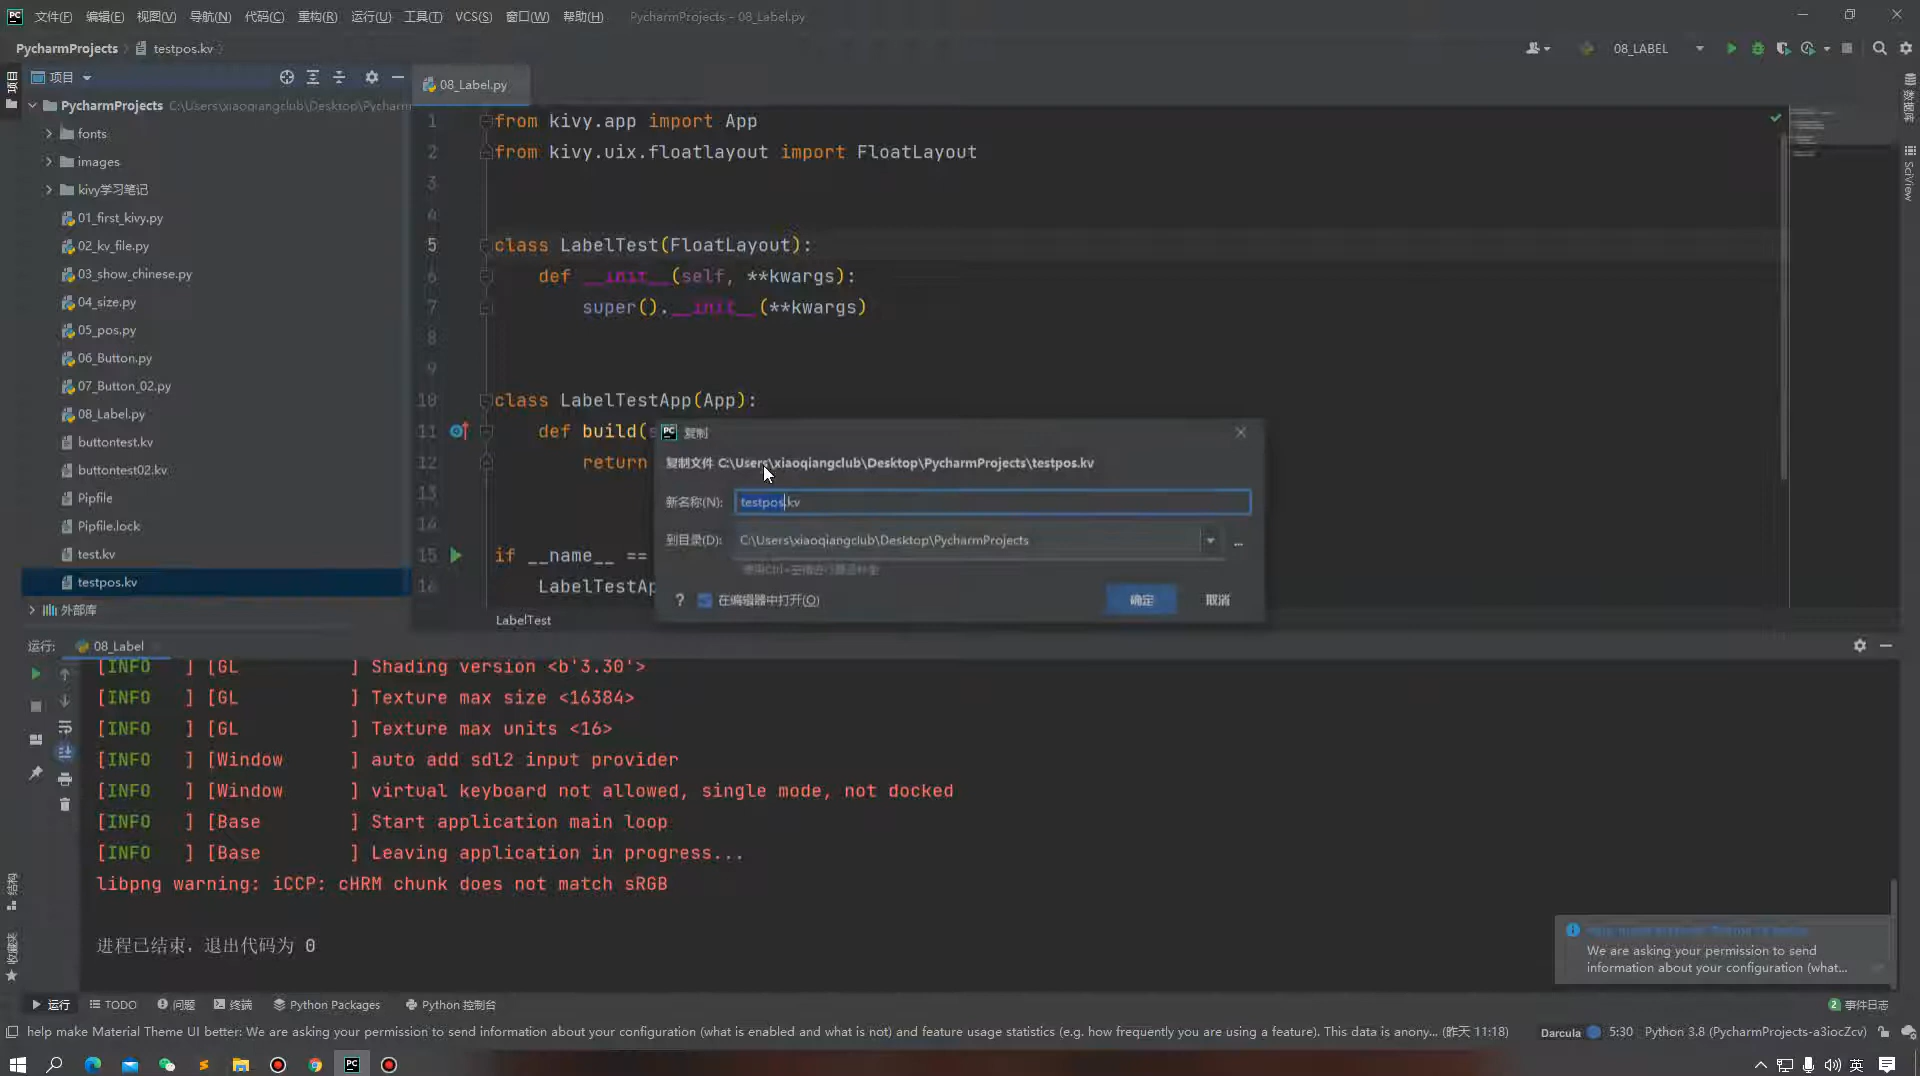 文件(F) 编辑(E) 视图(V) 导航(N) 代码(C) 重构(R) 运行(U) 工具(T) VCS(S) 窗口(W) 帮助(H) PycharmProjects - 08_Label.py
PycharmProjects testpos.kv 08_LABEL
项目
项目
08_Label.py
PycharmProjects C:\Users\xiaoqiangclub\Desktop\Pycharm
fonts
images
kivy学习笔记
01_first_kivy.py
02_kv_file.py
03_show_chinese.py
04_size.py
05_pos.py
06_Button.py
07_Button_02.py
08_Label.py
buttontest.kv
buttontest02.kv
Pipfile
Pipfile.lock
test.kv
testpos.kv
外部库
1 from kivy.app import App
2 from kivy.uix.floatlayout import FloatLayout
3
4
5 class LabelTest(FloatLayout):
6 def __init__(self, **kwargs):
7 super().__init__(**kwargs)
8
9
10 class LabelTestApp(App):
11 def build(s
12 return
13
14
15 if __name__ ==
16 LabelTestAp
LabelTest
数据库
SciView
复制
复制文件 C:\Users\xiaoqiangclub\Desktop\PycharmProjects\testpos.kv
新名称(N): testpos.kv
到目录(D): C:\Users\xiaoqiangclub\Desktop\PycharmProjects
? 在编辑器中打开(O) 确定 取消
运行: 08_Label
[INFO ] [GL ] Shading version <b'3.30'>
[INFO ] [GL ] Texture max size <16384>
[INFO ] [GL ] Texture max units <16>
[INFO ] [Window ] auto add sdl2 input provider
[INFO ] [Window ] virtual keyboard not allowed, single mode, not docked
[INFO ] [Base ] Start application main loop
[INFO ] [Base ] Leaving application in progress...
libpng warning: iCCP: cHRM chunk does not match sRGB
进程已结束，退出代码为 0
结构
收藏夹
We are asking your permission to send
information about your configuration (what...
运行 TODO 问题 终端 Python Packages Python 控制台 2 事件日志
help make Material Theme UI better: We are asking your permission to send information about your configuration (what is enabled and what is not) and feature usage statistics (e.g. how frequently you are using a feature). This data is anony... (昨天 11:18) Darcula 5:30 Python 3.8 (PycharmProjects-a3iocZcv)
英